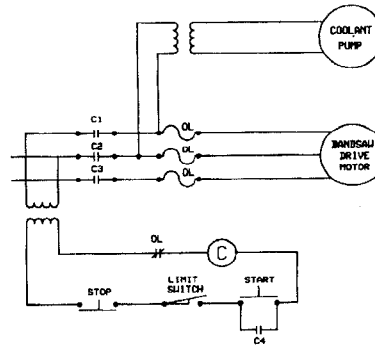 COOLANT
PUMP
C1
OL
C2
OL
C3
OL
BANDSAW
DRIVE
MOTOR
OL
C
STOP
LIMIT
SWITCH
START
C4